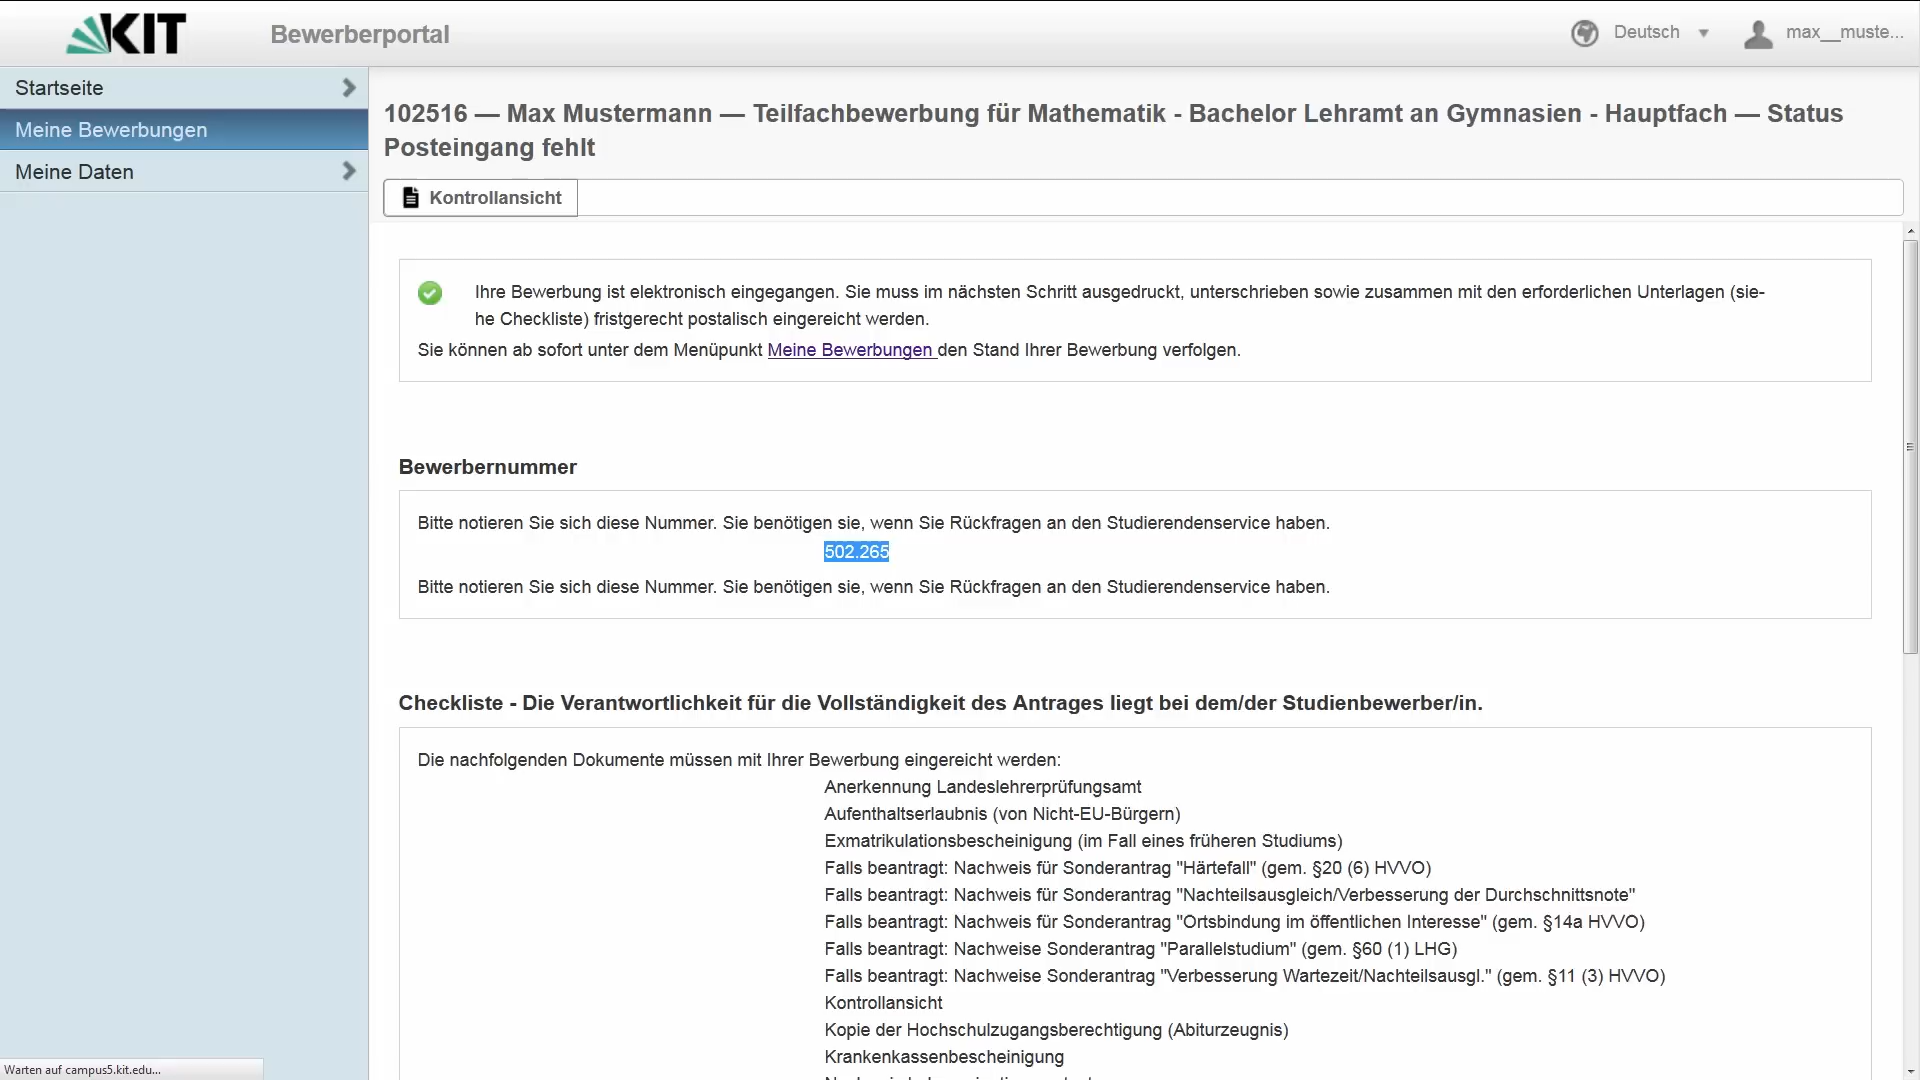 KIT
Bewerberportal
Deutsch
max__muste...
Startseite
Meine Bewerbungen
Meine Daten
102516 — Max Mustermann — Teilfachbewerbung für Mathematik - Bachelor Lehramt an Gymnasien - Hauptfach — Status
Posteingang fehlt
Kontrollansicht
Ihre Bewerbung ist elektronisch eingegangen. Sie muss im nächsten Schritt ausgedruckt, unterschrieben sowie zusammen mit den erforderlichen Unterlagen (sie-
he Checkliste) fristgerecht postalisch eingereicht werden.
Sie können ab sofort unter dem Menüpunkt Meine Bewerbungen den Stand Ihrer Bewerbung verfolgen.
Bewerbernummer
Bitte notieren Sie sich diese Nummer. Sie benötigen sie, wenn Sie Rückfragen an den Studierendenservice haben.
502.265
Bitte notieren Sie sich diese Nummer. Sie benötigen sie, wenn Sie Rückfragen an den Studierendenservice haben.
Checkliste - Die Verantwortlichkeit für die Vollständigkeit des Antrages liegt bei dem/der Studienbewerber/in.
Die nachfolgenden Dokumente müssen mit Ihrer Bewerbung eingereicht werden:
Anerkennung Landeslehrerprüfungsamt
Aufenthaltserlaubnis (von Nicht-EU-Bürgern)
Exmatrikulationsbescheinigung (im Fall eines früheren Studiums)
Falls beantragt: Nachweis für Sonderantrag "Härtefall" (gem. §20 (6) HVVO)
Falls beantragt: Nachweis für Sonderantrag "Nachteilsausgleich/Verbesserung der Durchschnittsnote"
Falls beantragt: Nachweis für Sonderantrag "Ortsbindung im öffentlichen Interesse" (gem. §14a HVVO)
Falls beantragt: Nachweise Sonderantrag "Parallelstudium" (gem. §60 (1) LHG)
Falls beantragt: Nachweise Sonderantrag "Verbesserung Wartezeit/Nachteilsausgl." (gem. §11 (3) HVVO)
Kontrollansicht
Kopie der Hochschulzugangsberechtigung (Abiturzeugnis)
Krankenkassenbescheinigung
Warten auf campus5.kit.edu...